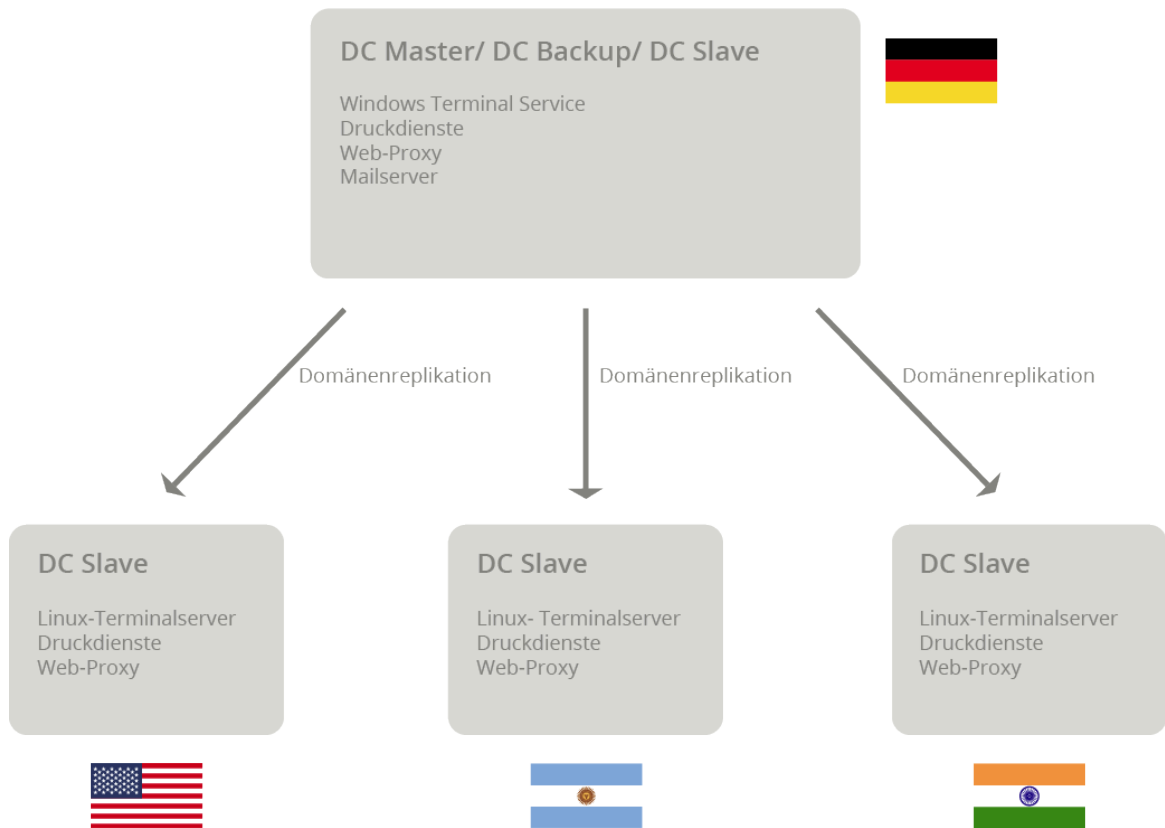 DC Master/ DC Backup/ DC Slave
Windows Terminal Service
Druckdienste
Web-Proxy
Mailserver
Domänenreplikation
Domänenreplikation
Domänenreplikation
DC Slave
Linux-Terminalserver
Druckdienste
Web-Proxy
DC Slave
Linux- Terminalserver
Druckdienste
Web-Proxy
DC Slave
Linux-Terminalserver
Druckdienste
Web-Proxy